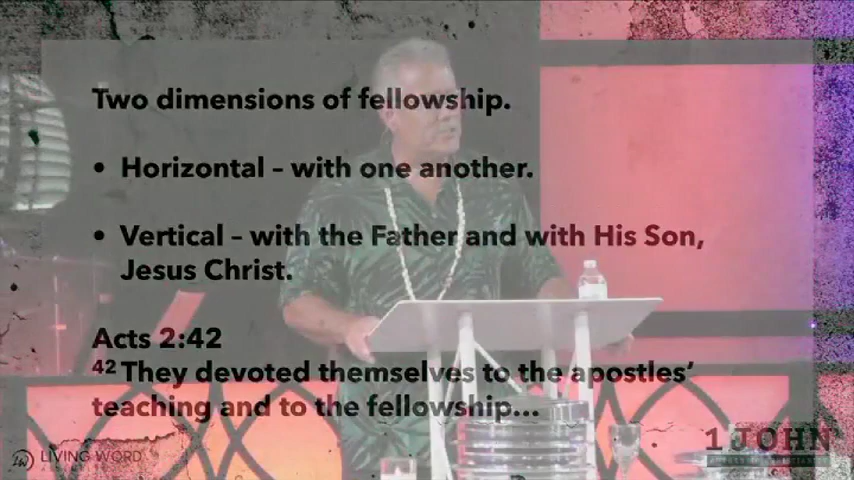 Two dimensions of fellowship.
• Horizontal – with one another.
• Vertical – with the Father and with His Son,
Jesus Christ.
Acts 2:42
⁴² They devoted themselves to the apostles’
teaching and to the fellowship...
LIVING WORD
1 JOHN